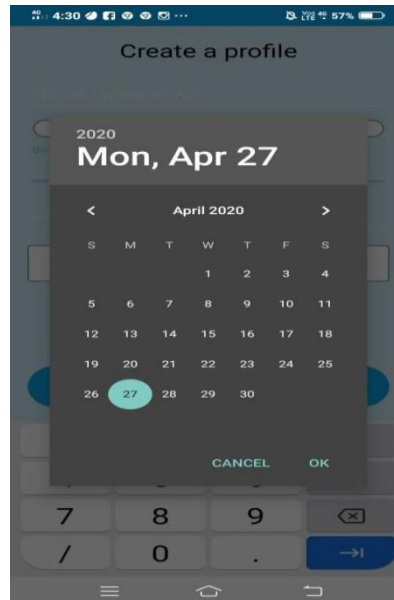 4:30
VoLTE 4G 57%
Create a profile
2020
Mon, Apr 27
April 2020
S M T W T F S
1 2 3 4
5 6 7 8 9 10 11
12 13 14 15 16 17 18
19 20 21 22 23 24 25
26 27 28 29 30
CANCEL OK
7 8 9
/ 0 .